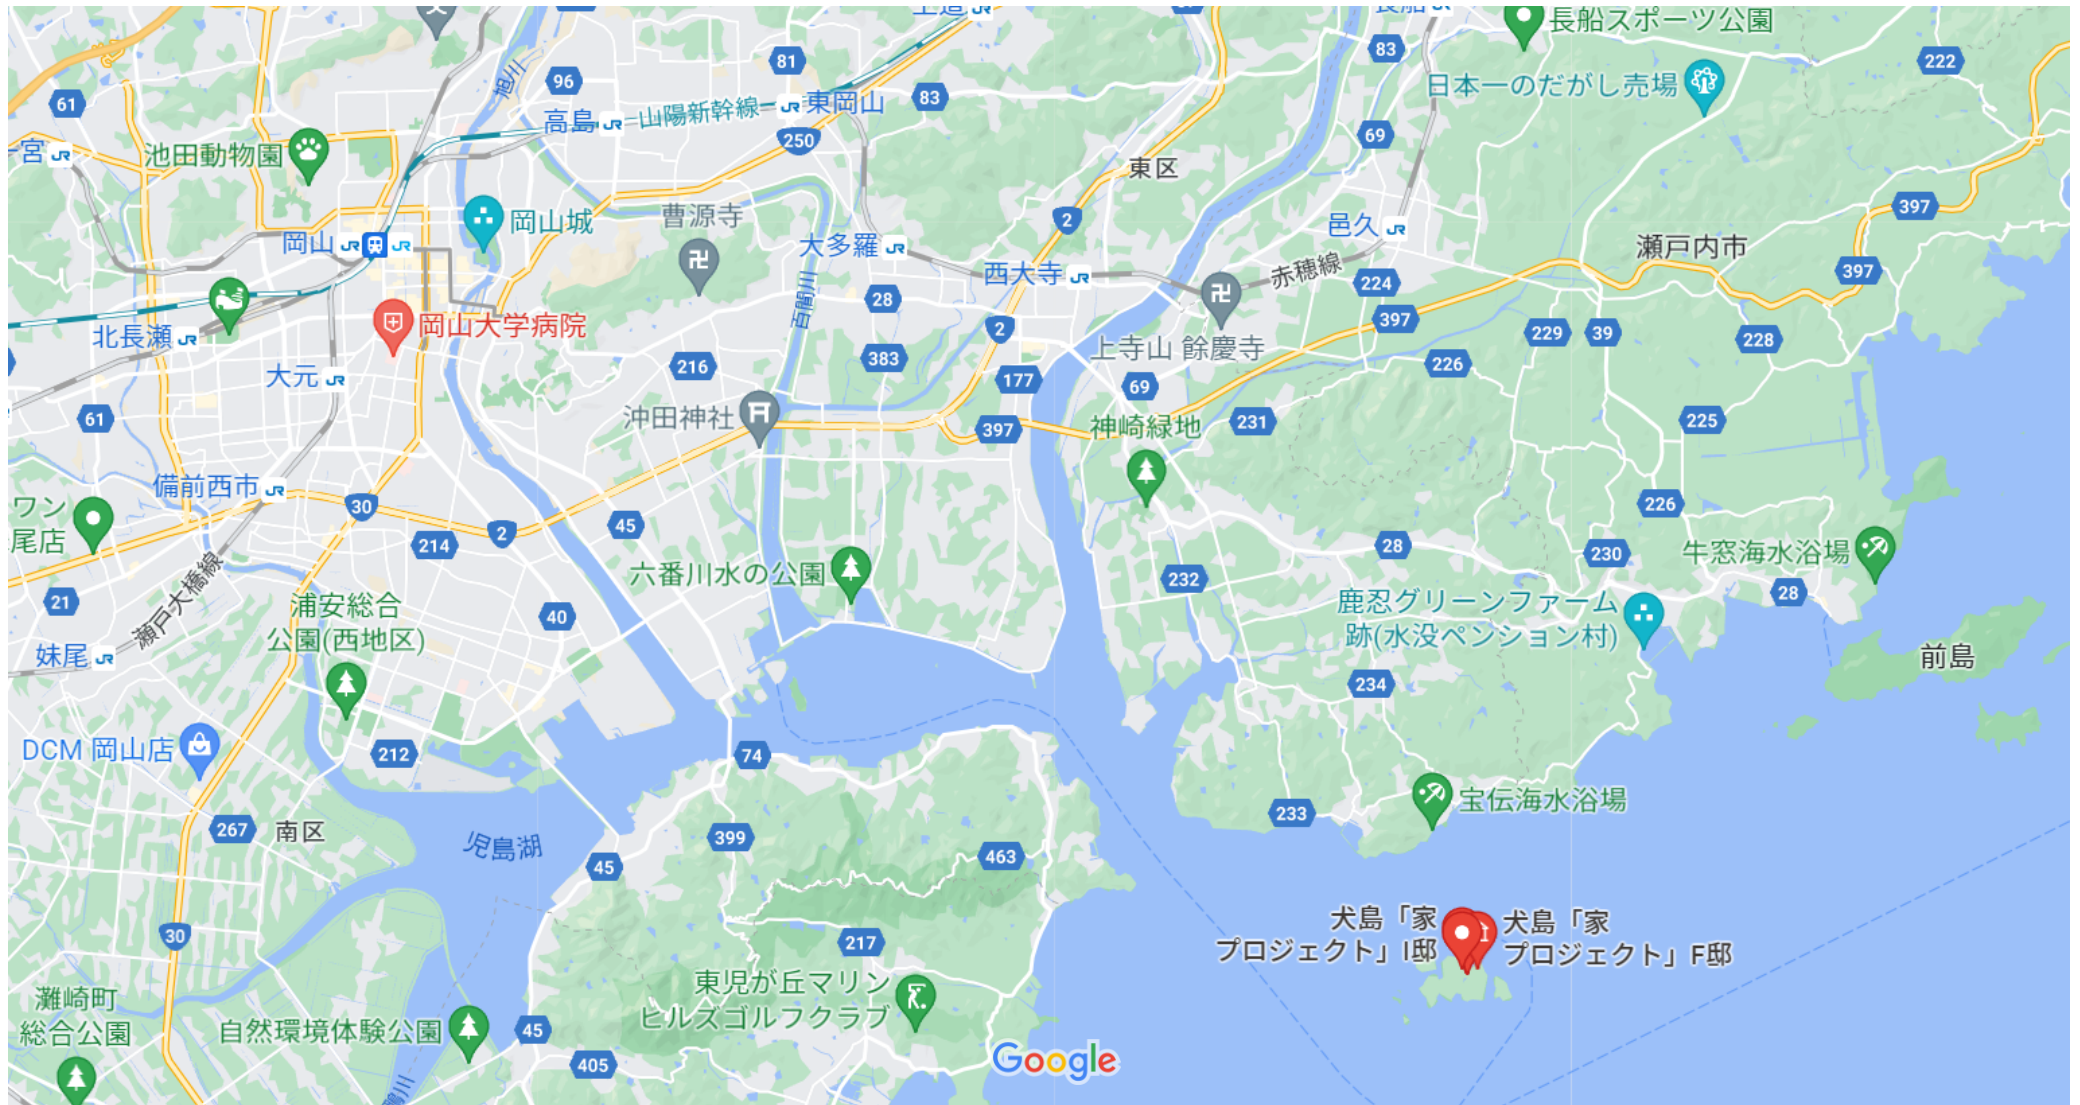 長船スポーツ公園
222
83
81
96
旭川
日本一のだがし売場
61
83
東岡山
山陽新幹線
高島
250
69
池田動物園
東区
397
曹源寺
2
岡山城
邑久
岡山
大多羅
瀬戸内市
西大寺
赤穂線
397
224
28
百間川
397
岡山大学病院
2
229
39
228
北長瀬
上寺山 餘慶寺
383
226
216
大元
177
69
61
沖田神社
397
神崎緑地
231
225
備前西市
30
226
ワン
尾店
45
2
214
28
230
牛窓海水浴場
六番川水の公園
232
28
21
浦安総合
公園(西地区)
40
鹿忍グリーンファーム
跡(水没ペンション村)
瀬戸大橋線
妹尾
前島
234
DCM 岡山店
212
74
宝伝海水浴場
233
267
南区
399
児島湖
463
45
犬島「家
プロジェクト」I邸
犬島「家
プロジェクト」F邸
30
217
東児が丘マリン
ヒルズゴルフクラブ
灘崎町
総合公園
自然環境体験公園
45
405
Google